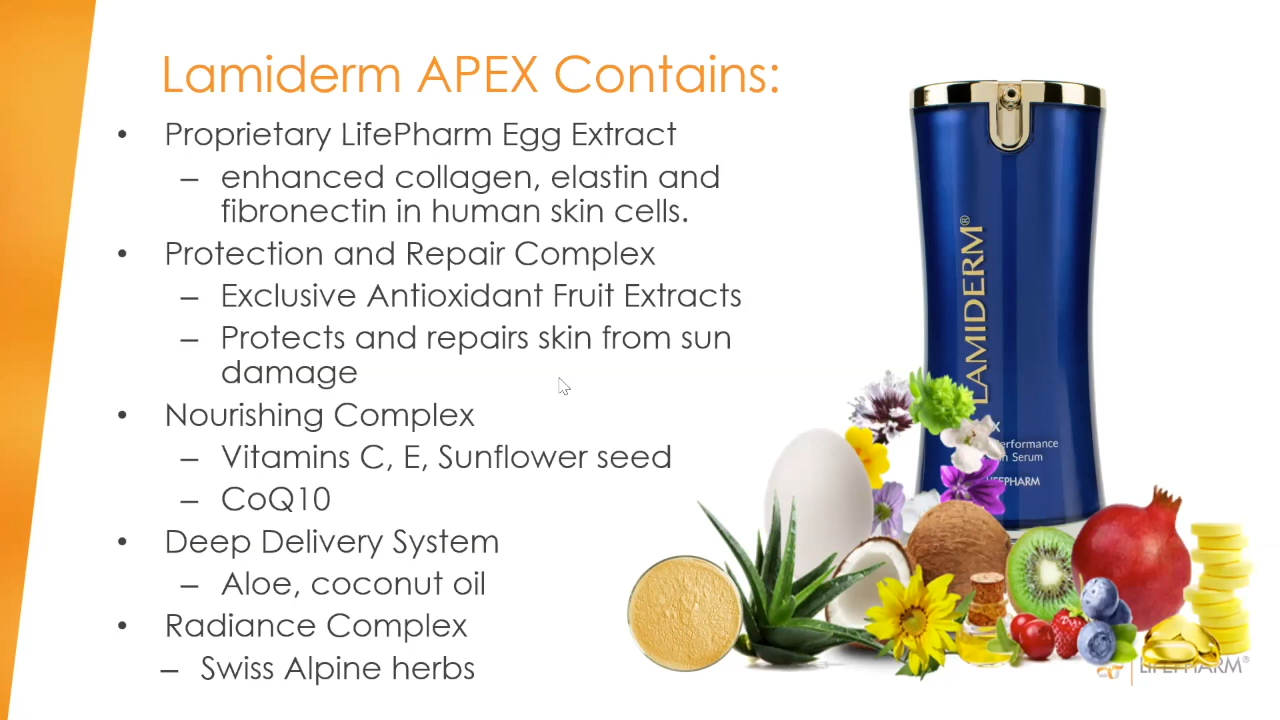 Lamiderm APEX Contains:
• Proprietary LifePharm Egg Extract
– enhanced collagen, elastin and
fibronectin in human skin cells.
• Protection and Repair Complex
– Exclusive Antioxidant Fruit Extracts
– Protects and repairs skin from sun
damage
• Nourishing Complex
– Vitamins C, E, Sunflower seed
– CoQ10
• Deep Delivery System
– Aloe, coconut oil
• Radiance Complex
– Swiss Alpine herbs
LAMIDERM®
Serum
LIFEPHARM
LIFEPHARM®